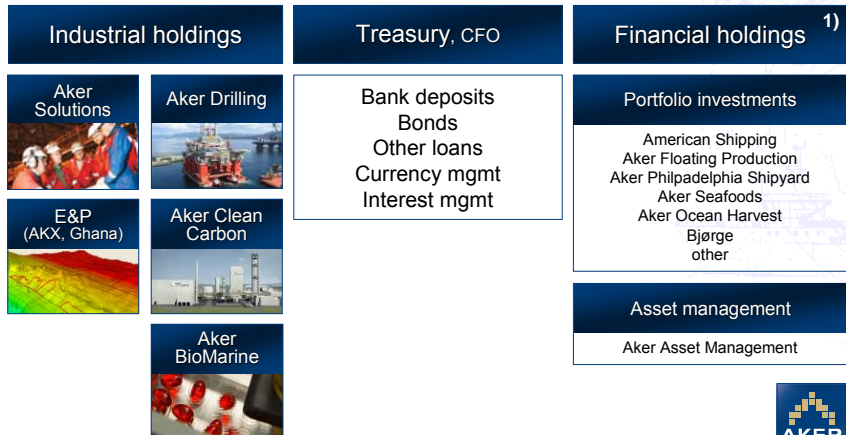 Industrial holdings
Aker
Solutions
Aker Drilling
E&P
(AKX, Ghana)
Aker Clean
Carbon
Aker
BioMarine
Treasury, CFO
Bank deposits
Bonds
Other loans
Currency mgmt
Interest mgmt
Financial holdings 1)
Portfolio investments
American Shipping
Aker Floating Production
Aker Philpadelphia Shipyard
Aker Seafoods
Aker Ocean Harvest
Bjørge
other
Asset management
Aker Asset Management
AKER